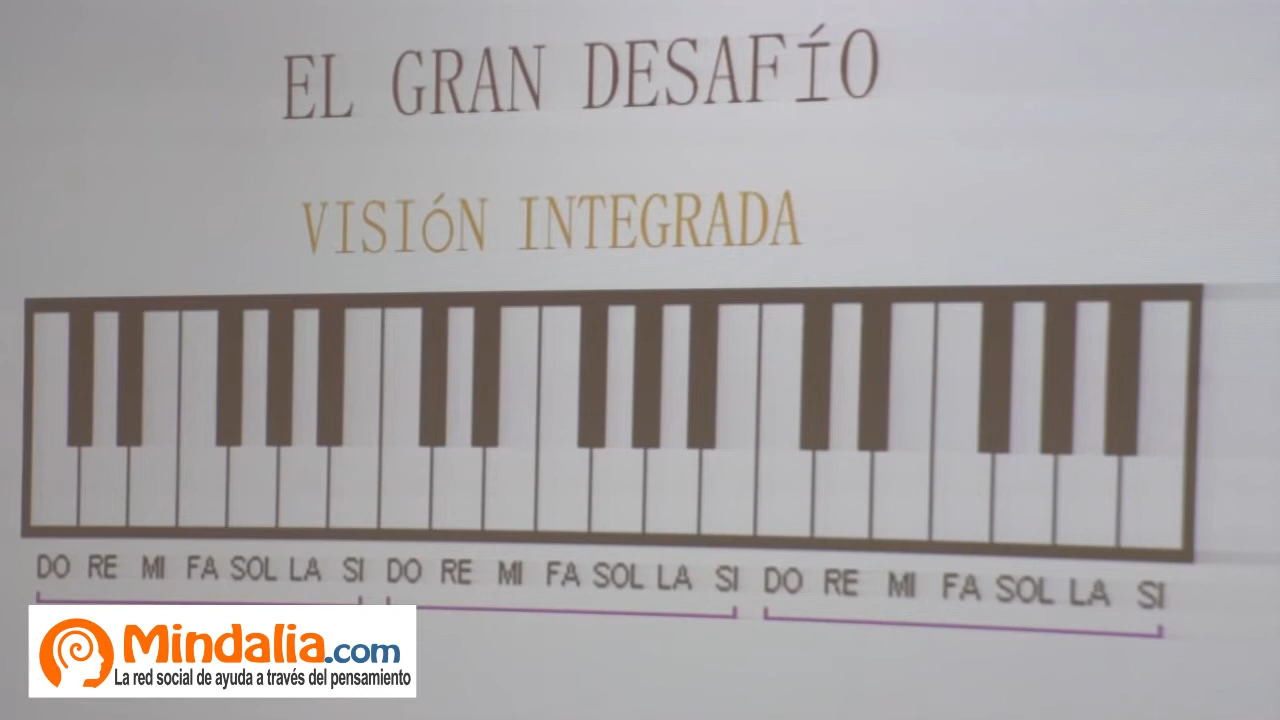 EL GRAN DESAFÍO
VISIÓN INTEGRADA
DO RE MI FA SOL LA SI DO RE MI FA SOL LA SI DO RE MI FA SOL LA SI
Mindalia.com
La red social de ayuda a través del pensamiento